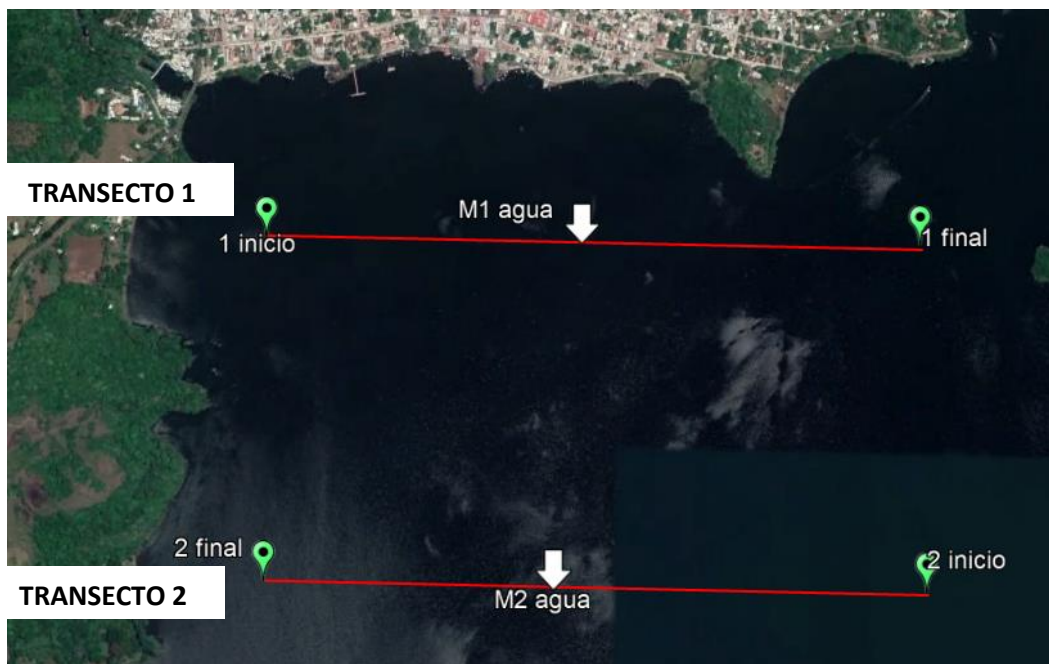 TRANSECTO 1
M1 agua
1 inicio
1 final
2 final
2 inicio
TRANSECTO 2
M2 agua